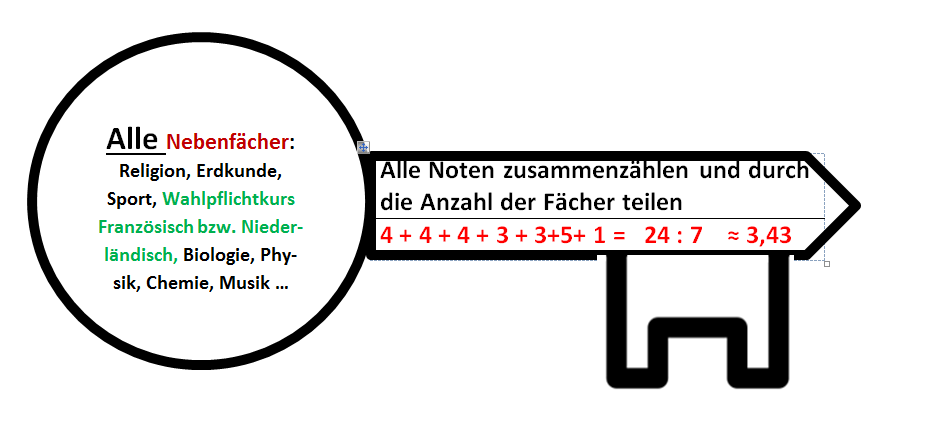 Alle Nebenfächer:
Religion, Erdkunde,
Sport, Wahlpflichtkurs
Französisch bzw. Nieder-
ländisch, Biologie, Phy-
sik, Chemie, Musik ...
Alle Noten zusammenzählen und durch
die Anzahl der Fächer teilen
4 + 4 + 4 + 3 + 3+5+ 1 = 24 : 7 ≈ 3,43